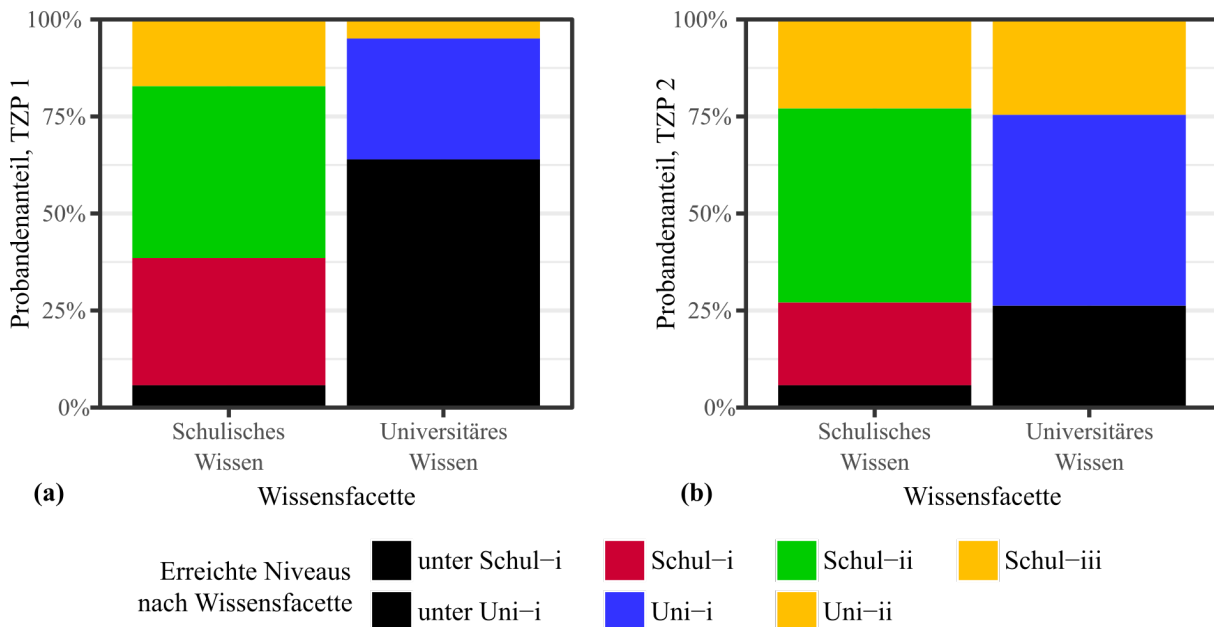 Probandenanteil, TZP 1
100%
75%
50%
25%
0%
Schulisches
Wissen
Universitäres
Wissen
(a)
Wissensfacette
Probandenanteil, TZP 2
100%
75%
50%
25%
0%
Schulisches
Wissen
Universitäres
Wissen
(b)
Wissensfacette
Erreichte Niveaus
nach Wissensfacette
unter Schul−i
Schul−i
Schul−ii
Schul−iii
unter Uni−i
Uni−i
Uni−ii